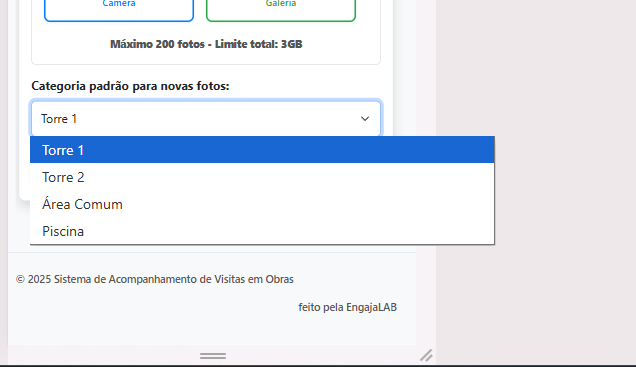 Câmera
Galeria
Máximo 200 fotos - Limite total: 3GB
Categoria padrão para novas fotos:
Torre 1
Torre 1
Torre 2
Área Comum
Piscina
© 2025 Sistema de Acompanhamento de Visitas em Obras
feito pela EngajaLAB